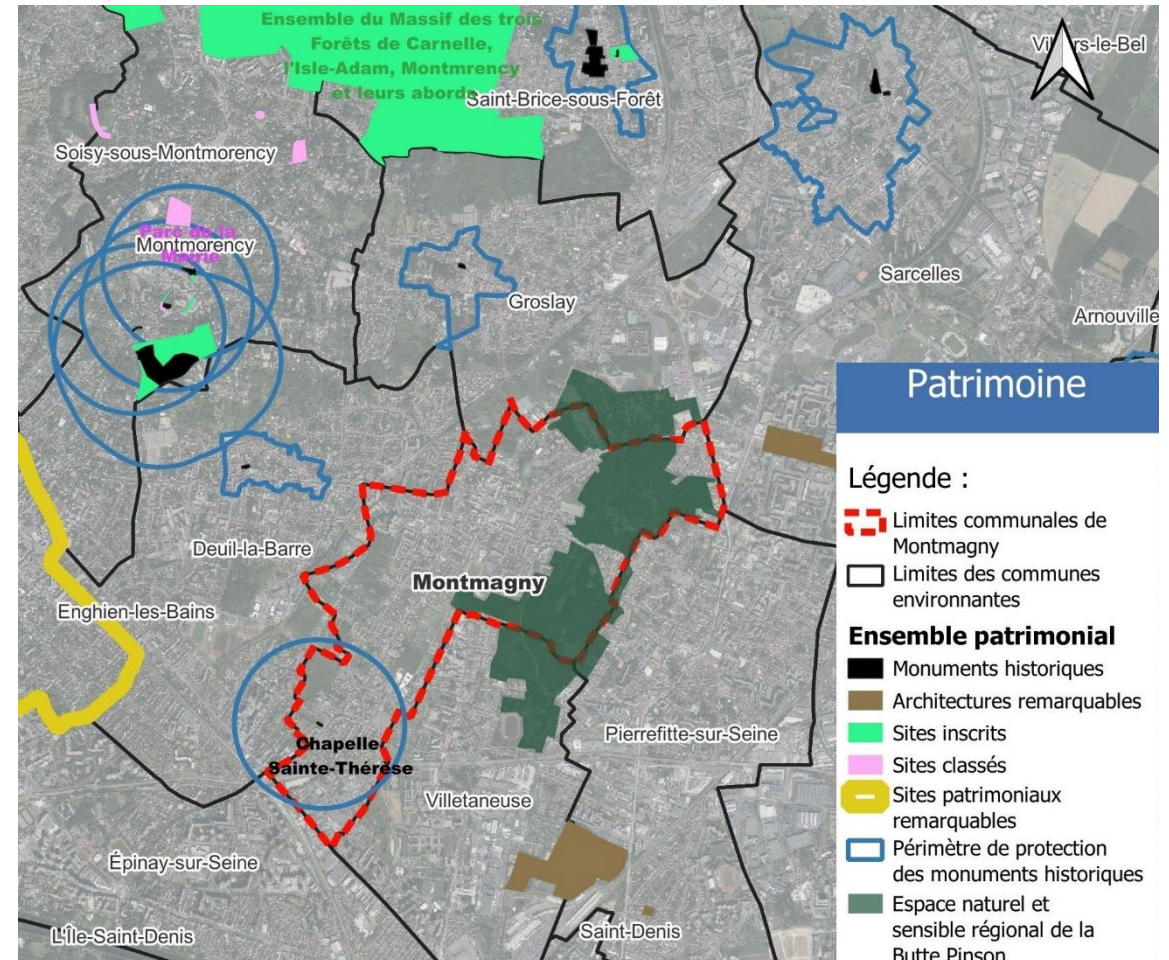 Ensemble du Massif des trois
Forêts de Carnelle,
l'Isle-Adam, Montmrency
et leurs abords
Saint-Brice-sous-Forêt
Soisy-sous-Montmorency
Parc de la
Mairie
Montmorency
Groslay
Sarcelles
Arnouville
Deuil-la-Barre
Enghien-les-Bains
Montmagny
Chapelle
Sainte-Thérèse
Pierrefitte-sur-Seine
Villetaneuse
Épinay-sur-Seine
L'Île-Saint-Denis
Saint-Denis
Patrimoine
Légende :
Limites communales de
Montmagny
Limites des communes
environnantes
Ensemble patrimonial
Monuments historiques
Architectures remarquables
Sites inscrits
Sites classés
Sites patrimoniaux
remarquables
Périmètre de protection
des monuments historiques
Espace naturel et
sensible régional de la
Butte Pinson